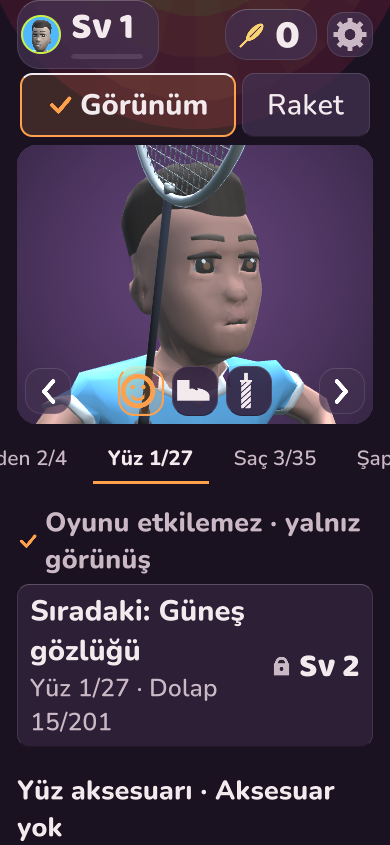 Sv 1
0
Görünüm
Raket
den 2/4
Yüz 1/27
Saç 3/35
Şap
Oyunu etkilemez · yalnız
görünüş
Sıradaki: Güneş
gözlüğü
Sv 2
Yüz 1/27 · Dolap
15/201
Yüz aksesuarı · Aksesuar
yok